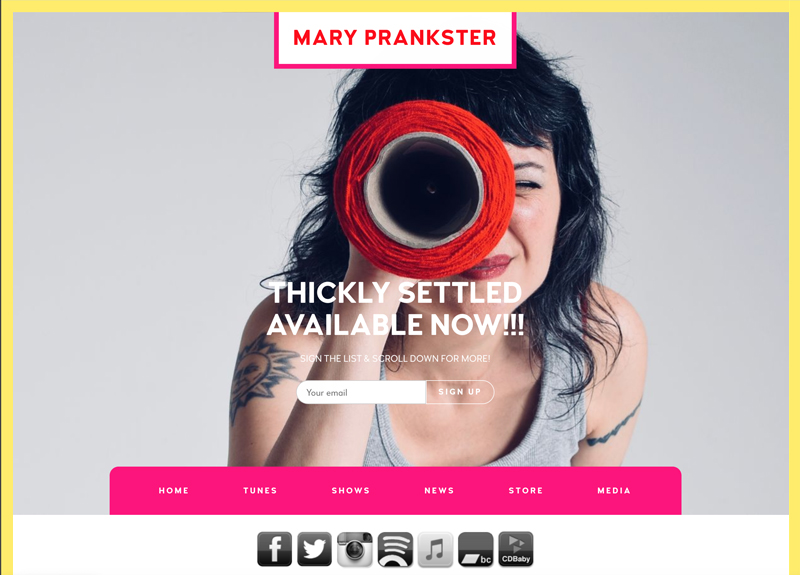 MARY PRANKSTER
THICKLY SETTLED
AVAILABLE NOW!!!
SIGN THE LIST & SCROLL DOWN FOR MORE!
Your email SIGN UP
HOME TUNES SHOWS NEWS STORE MEDIA
f bc CDBaby